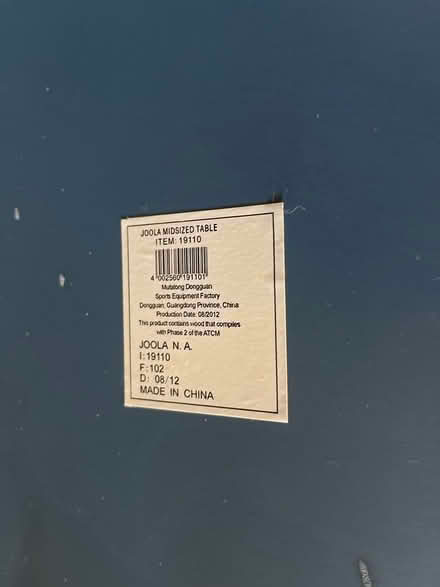 JOOLA MIDSIZED TABLE
ITEM: 19110
4 002560 191101
Mutalong Dongguan
Sports Equipment Factory
Dongguan, Guangdong Province, China
Production Date: 08/2012
This product contains wood that complies
with Phase 2 of the ATCM
JOOLA N. A.
I:19110
F:102
D: 08/12
MADE IN CHINA